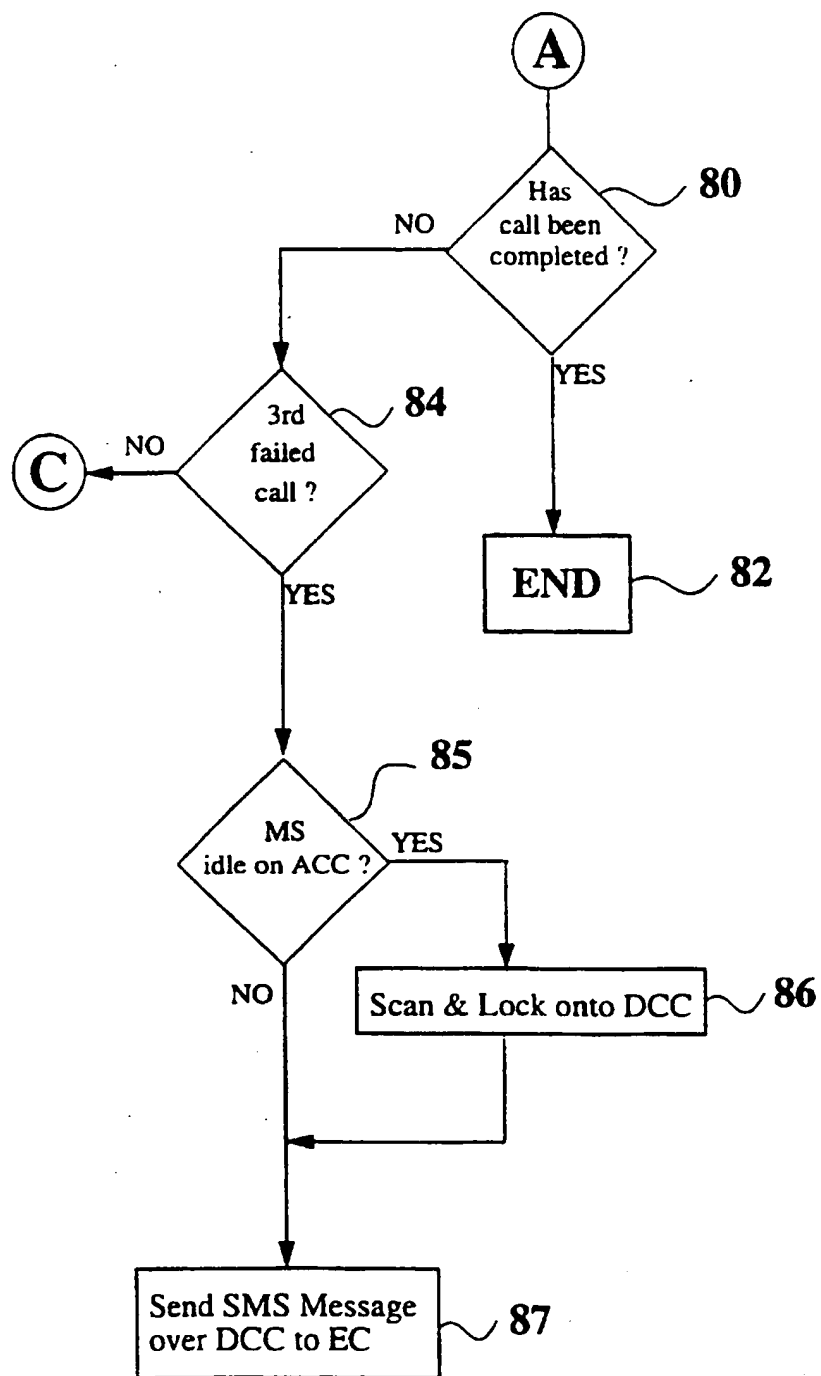 A
Has
call been
completed ?
80
NO
YES
3rd
failed
call ?
84
NO
C
YES
END
82
MS
idle on ACC ?
85
YES
NO
Scan & Lock onto DCC
86
Send SMS Message
over DCC to EC
87